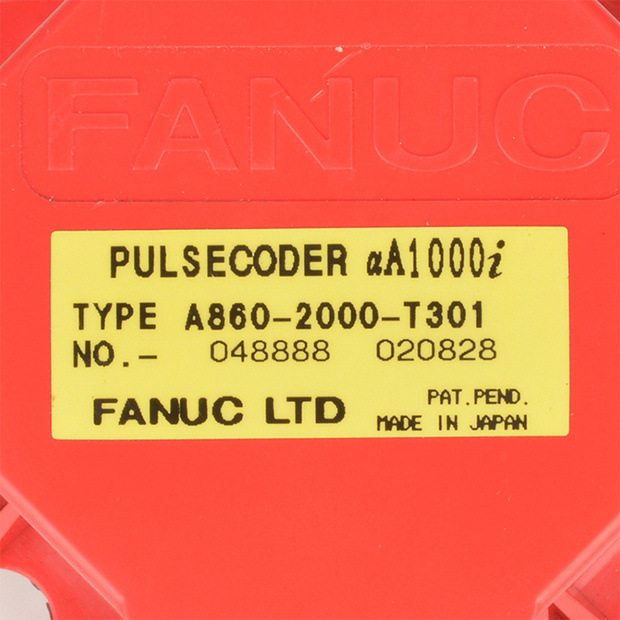 FANUC
PULSECODER αA1000i
TYPE A860-2000-T301
NO.- 048888 020828
FANUC LTD
PAT.PEND.
MADE IN JAPAN